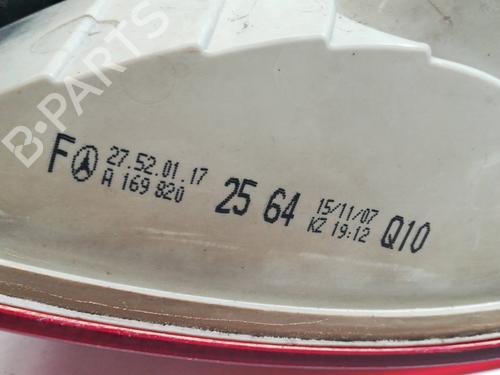 B-PARTS
F 27.52.01.17
A 169 820 25 64 15/11/07
KZ 19:12 Q10